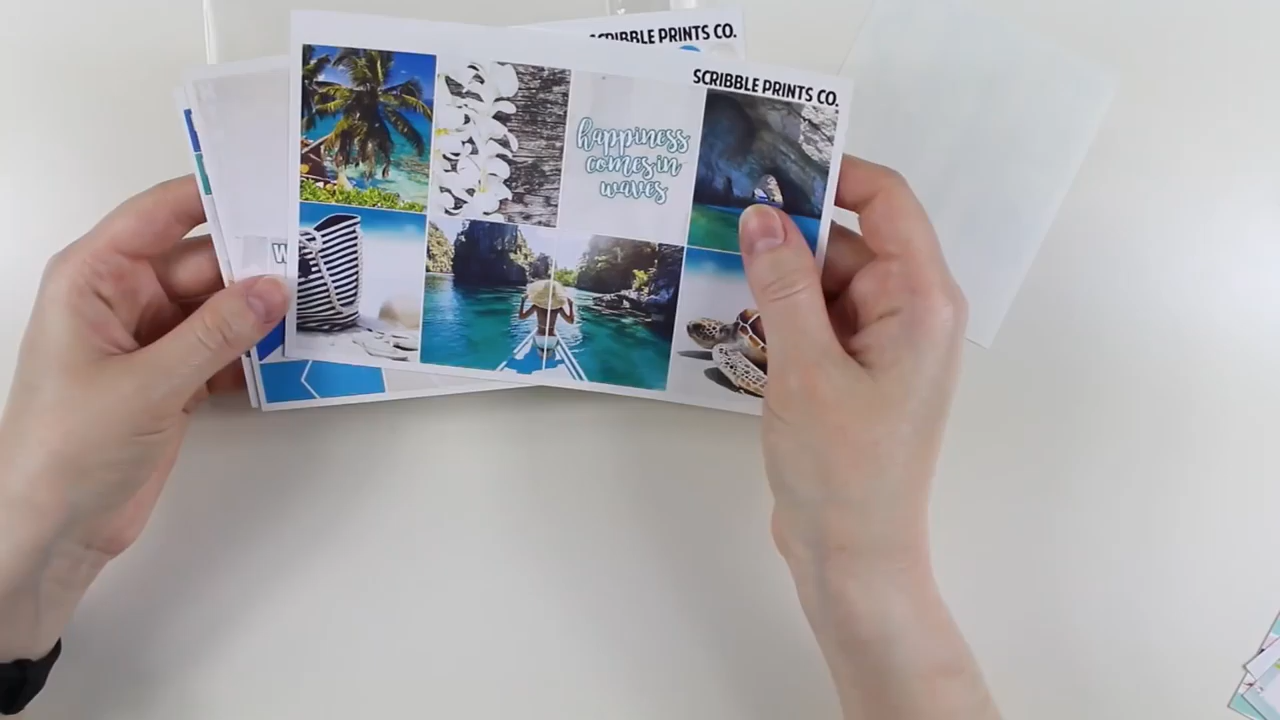 SCRIBBLE PRINTS CO.
SCRIBBLE PRINTS CO.
happiness
comes in
waves
W